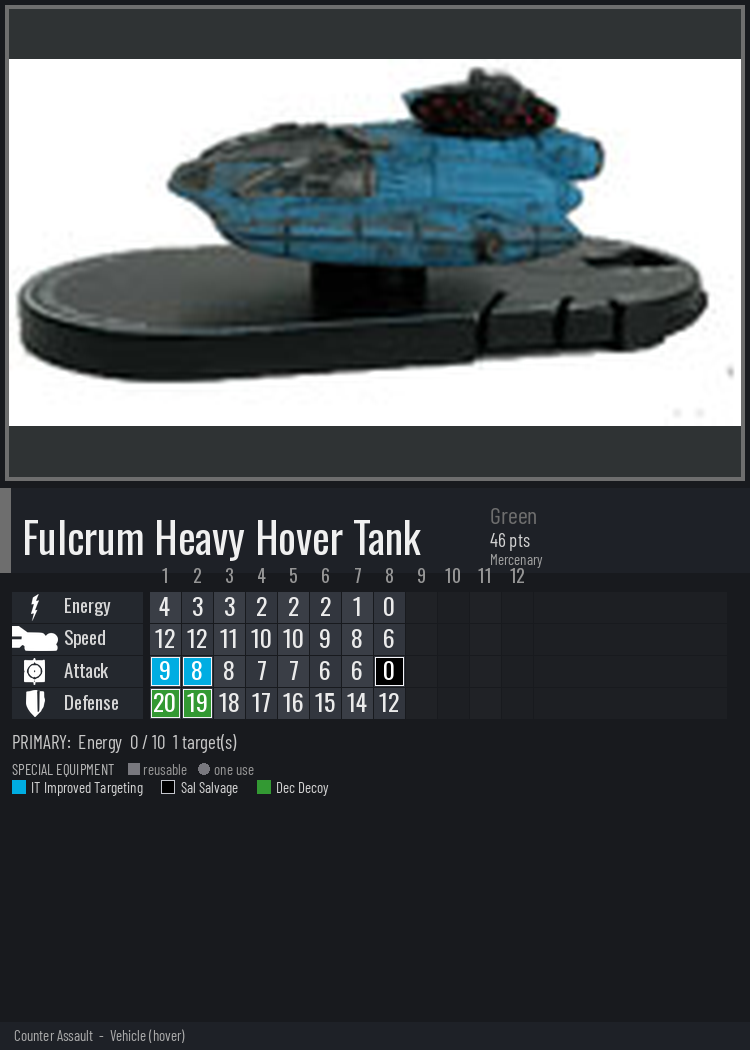 Fulcrum Heavy Hover Tank
Green
46 pts
Mercenary
1 2 3 4 5 6 7 8 9 10 11 12
Energy 4 3 3 2 2 2 1 0
Speed 12 12 11 10 10 9 8 6
Attack 9 8 8 7 7 6 6 0
Defense 20 19 18 17 16 15 14 12
PRIMARY: Energy 0 / 10 1 target(s)
SPECIAL EQUIPMENT reusable one use
IT Improved Targeting Sal Salvage Dec Decoy
Counter Assault - Vehicle (hover)